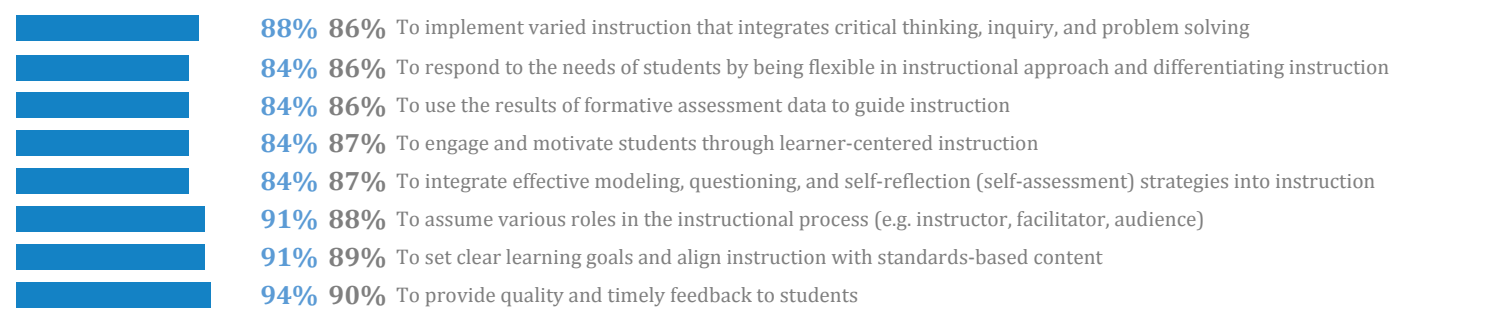 88% 86% To implement varied instruction that integrates critical thinking, inquiry, and problem solving
84% 86% To respond to the needs of students by being flexible in instructional approach and differentiating instruction
84% 86% To use the results of formative assessment data to guide instruction
84% 87% To engage and motivate students through learner-centered instruction
84% 87% To integrate effective modeling, questioning, and self-reflection (self-assessment) strategies into instruction
91% 88% To assume various roles in the instructional process (e.g. instructor, facilitator, audience)
91% 89% To set clear learning goals and align instruction with standards-based content
94% 90% To provide quality and timely feedback to students